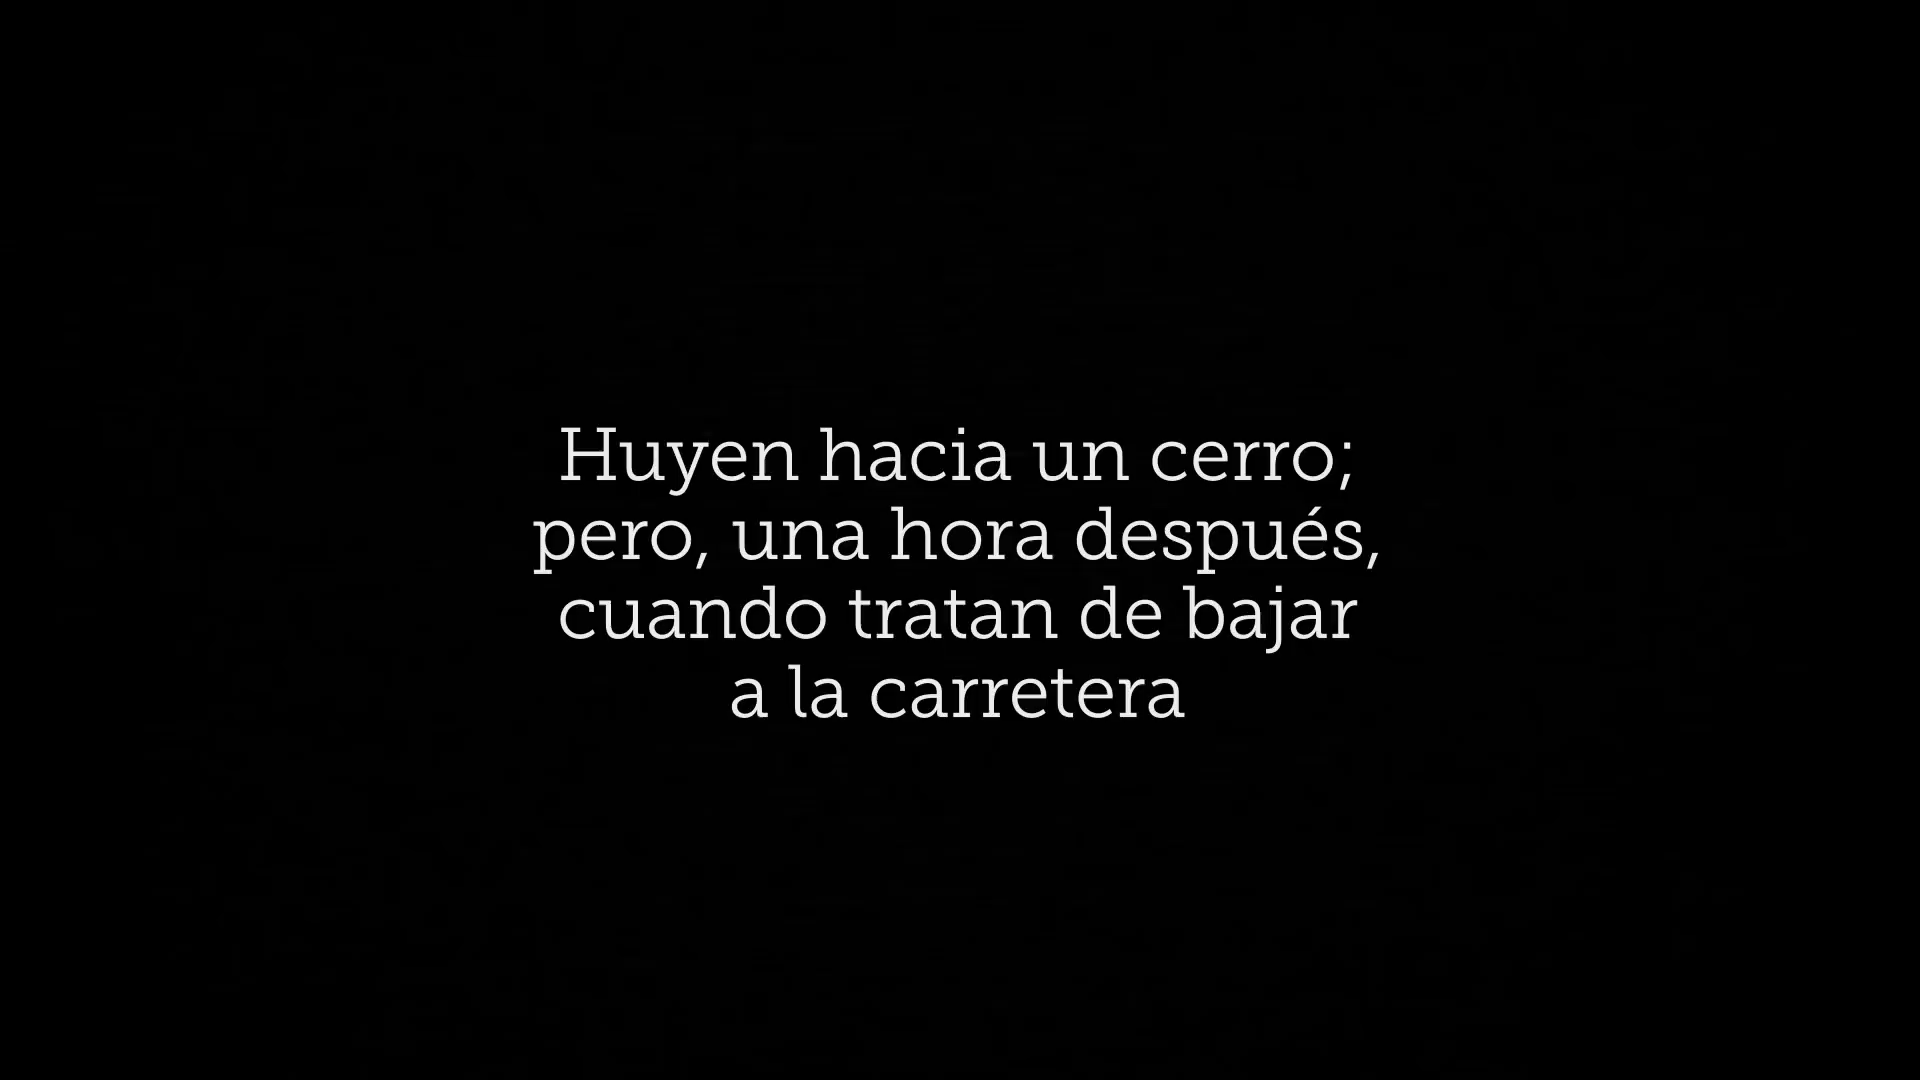 Huyen hacia un cerro;
pero, una hora después,
cuando tratan de bajar
a la carretera